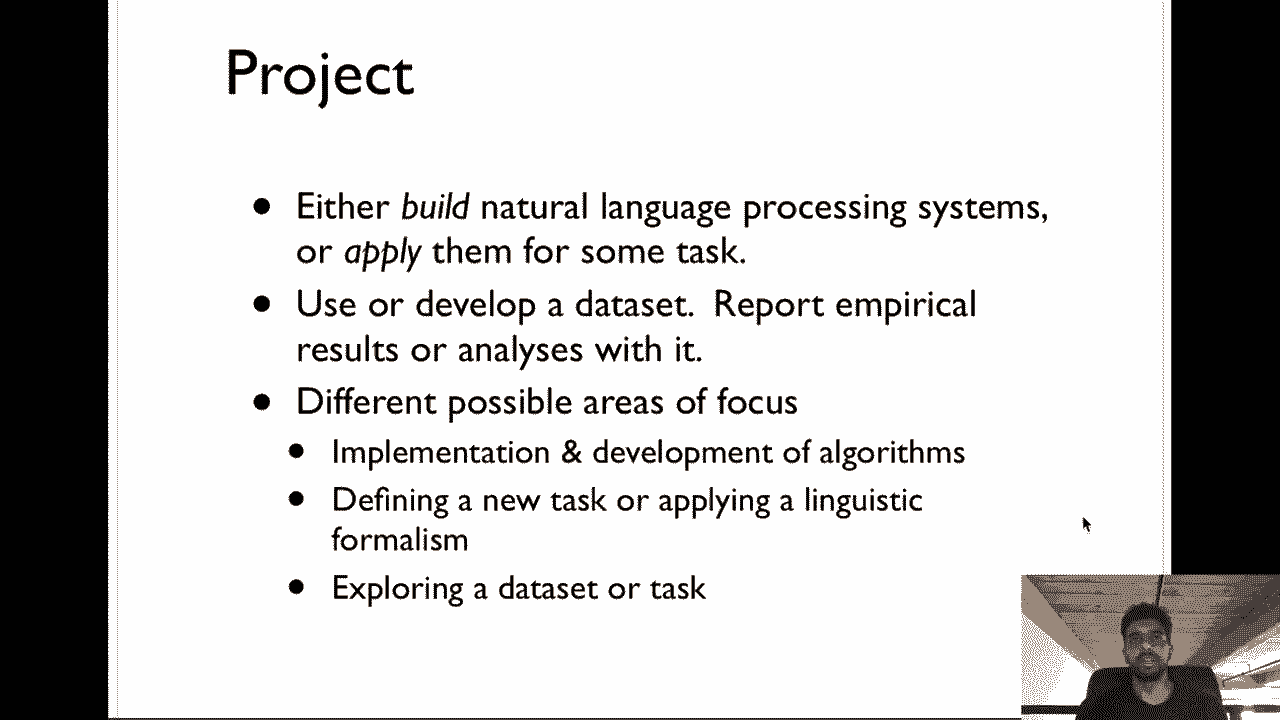 Project
• Either build natural language processing systems,
or apply them for some task.
• Use or develop a dataset.  Report empirical
results or analyses with it.
• Different possible areas of focus
• Implementation & development of algorithms
• Defining a new task or applying a linguistic
formalism
• Exploring a dataset or task